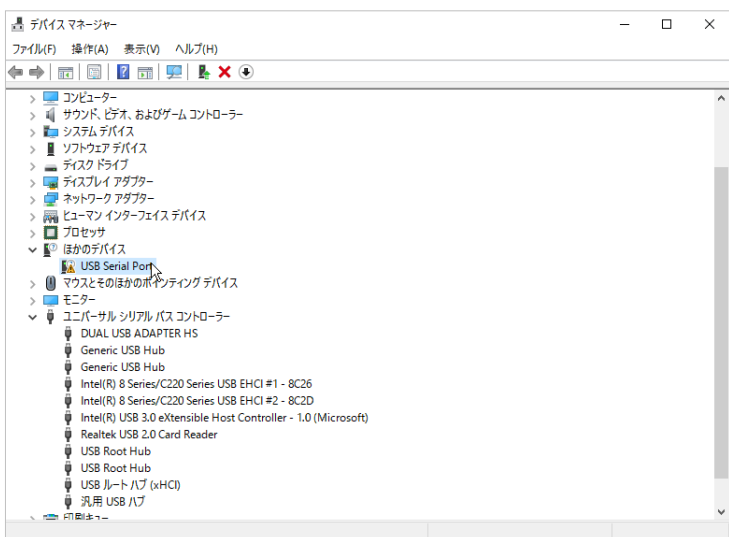 デバイス マネージャー
ファイル(F) 操作(A) 表示(V) ヘルプ(H)
コンピューター
サウンド、ビデオ、およびゲーム コントローラー
システム デバイス
ソフトウェア デバイス
ディスク ドライブ
ディスプレイ アダプター
ネットワーク アダプター
ヒューマン インターフェイス デバイス
プロセッサ
ほかのデバイス
USB Serial Port
マウスとそのほかのポインティング デバイス
モニター
ユニバーサル シリアル バス コントローラー
DUAL USB ADAPTER HS
Generic USB Hub
Generic USB Hub
Intel(R) 8 Series/C220 Series USB EHCI #1 - 8C26
Intel(R) 8 Series/C220 Series USB EHCI #2 - 8C2D
Intel(R) USB 3.0 eXtensible Host Controller - 1.0 (Microsoft)
Realtek USB 2.0 Card Reader
USB Root Hub
USB Root Hub
USB ルート ハブ (xHCI)
汎用 USB ハブ
印刷キュー